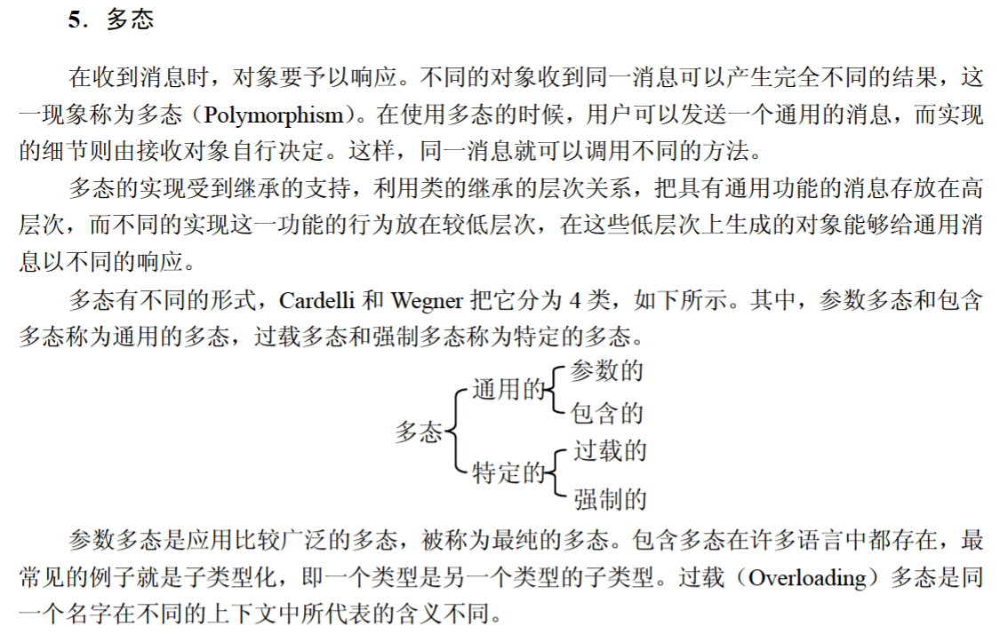 5．多态
在收到消息时，对象要予以响应。不同的对象收到同一消息可以产生完全不同的结果，这
一现象称为多态（Polymorphism）。在使用多态的时候，用户可以发送一个通用的消息，而实现
的细节则由接收对象自行决定。这样，同一消息就可以调用不同的方法。
多态的实现受到继承的支持，利用类的继承的层次关系，把具有通用功能的消息存放在高
层次，而不同的实现这一功能的行为放在较低层次，在这些低层次上生成的对象能够给通用消
息以不同的响应。
多态有不同的形式，Cardelli 和 Wegner 把它分为 4 类，如下所示。其中，参数多态和包含
多态称为通用的多态，过载多态和强制多态称为特定的多态。
多态
通用的
参数的
包含的
特定的
过载的
强制的
参数多态是应用比较广泛的多态，被称为最纯的多态。包含多态在许多语言中都存在，最
常见的例子就是子类型化，即一个类型是另一个类型的子类型。过载（Overloading）多态是同
一个名字在不同的上下文中所代表的含义不同。